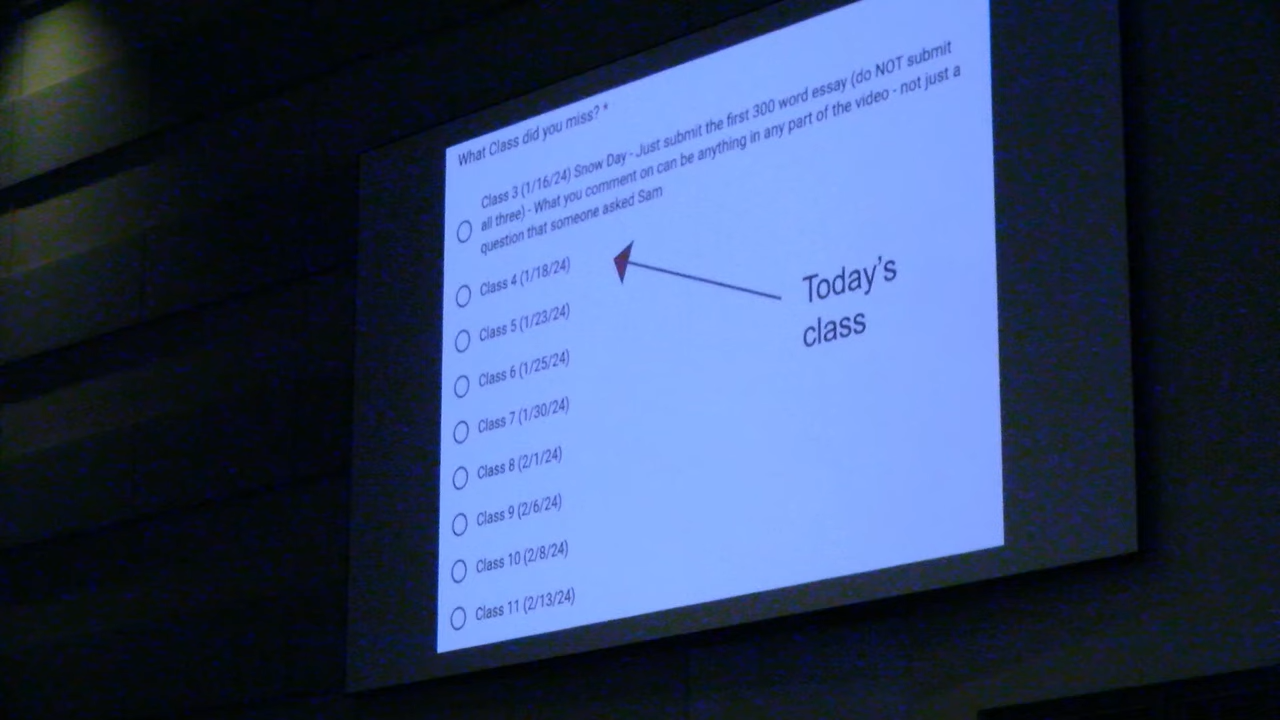 What Class did you miss? *
Class 3 (1/16/24) Snow Day - Just submit the first 300 word essay (do NOT submit
all three) - What you comment on can be anything in any part of the video - not just a
question that someone asked Sam
Class 4 (1/18/24)
Today's
class
Class 5 (1/23/24)
Class 6 (1/25/24)
Class 7 (1/30/24)
Class 8 (2/1/24)
Class 9 (2/6/24)
Class 10 (2/8/24)
Class 11 (2/13/24)